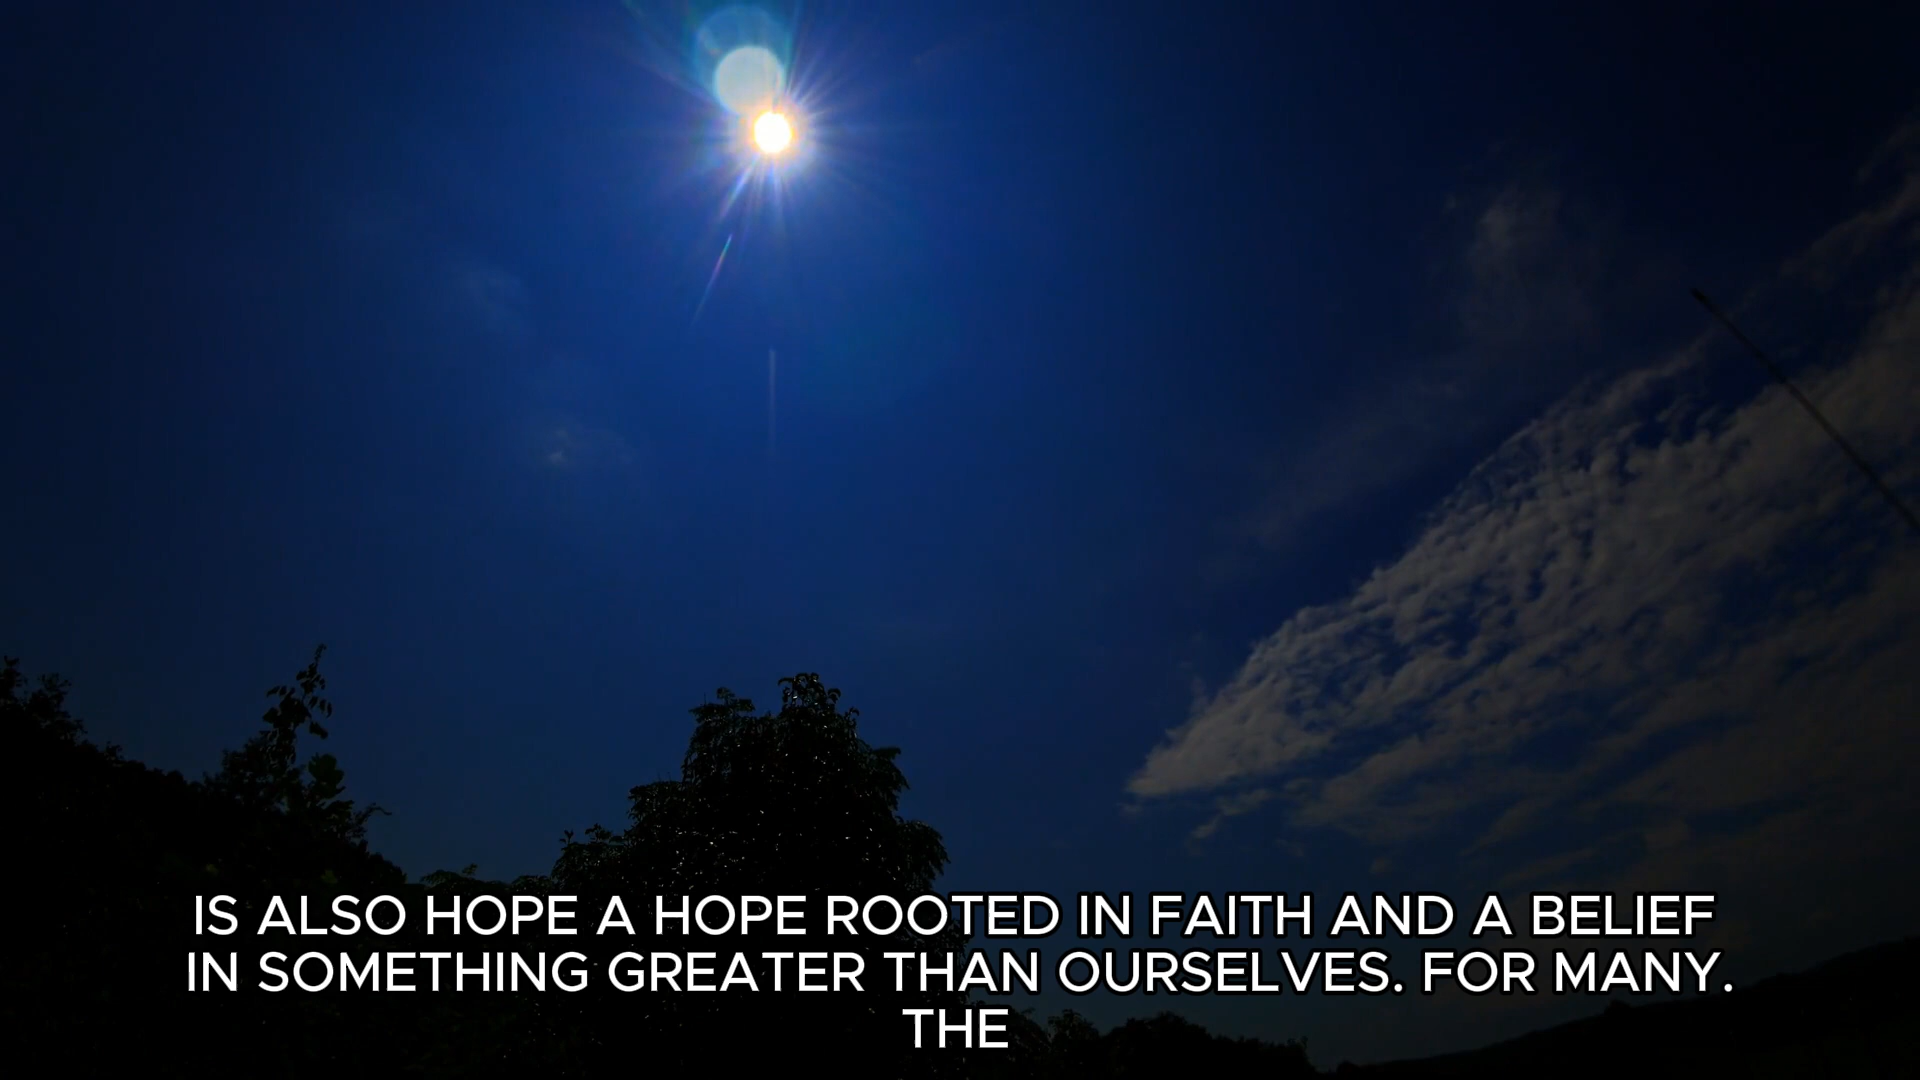 IS ALSO HOPE A HOPE ROOTED IN FAITH AND A BELIEF
IN SOMETHING GREATER THAN OURSELVES. FOR MANY.
THE